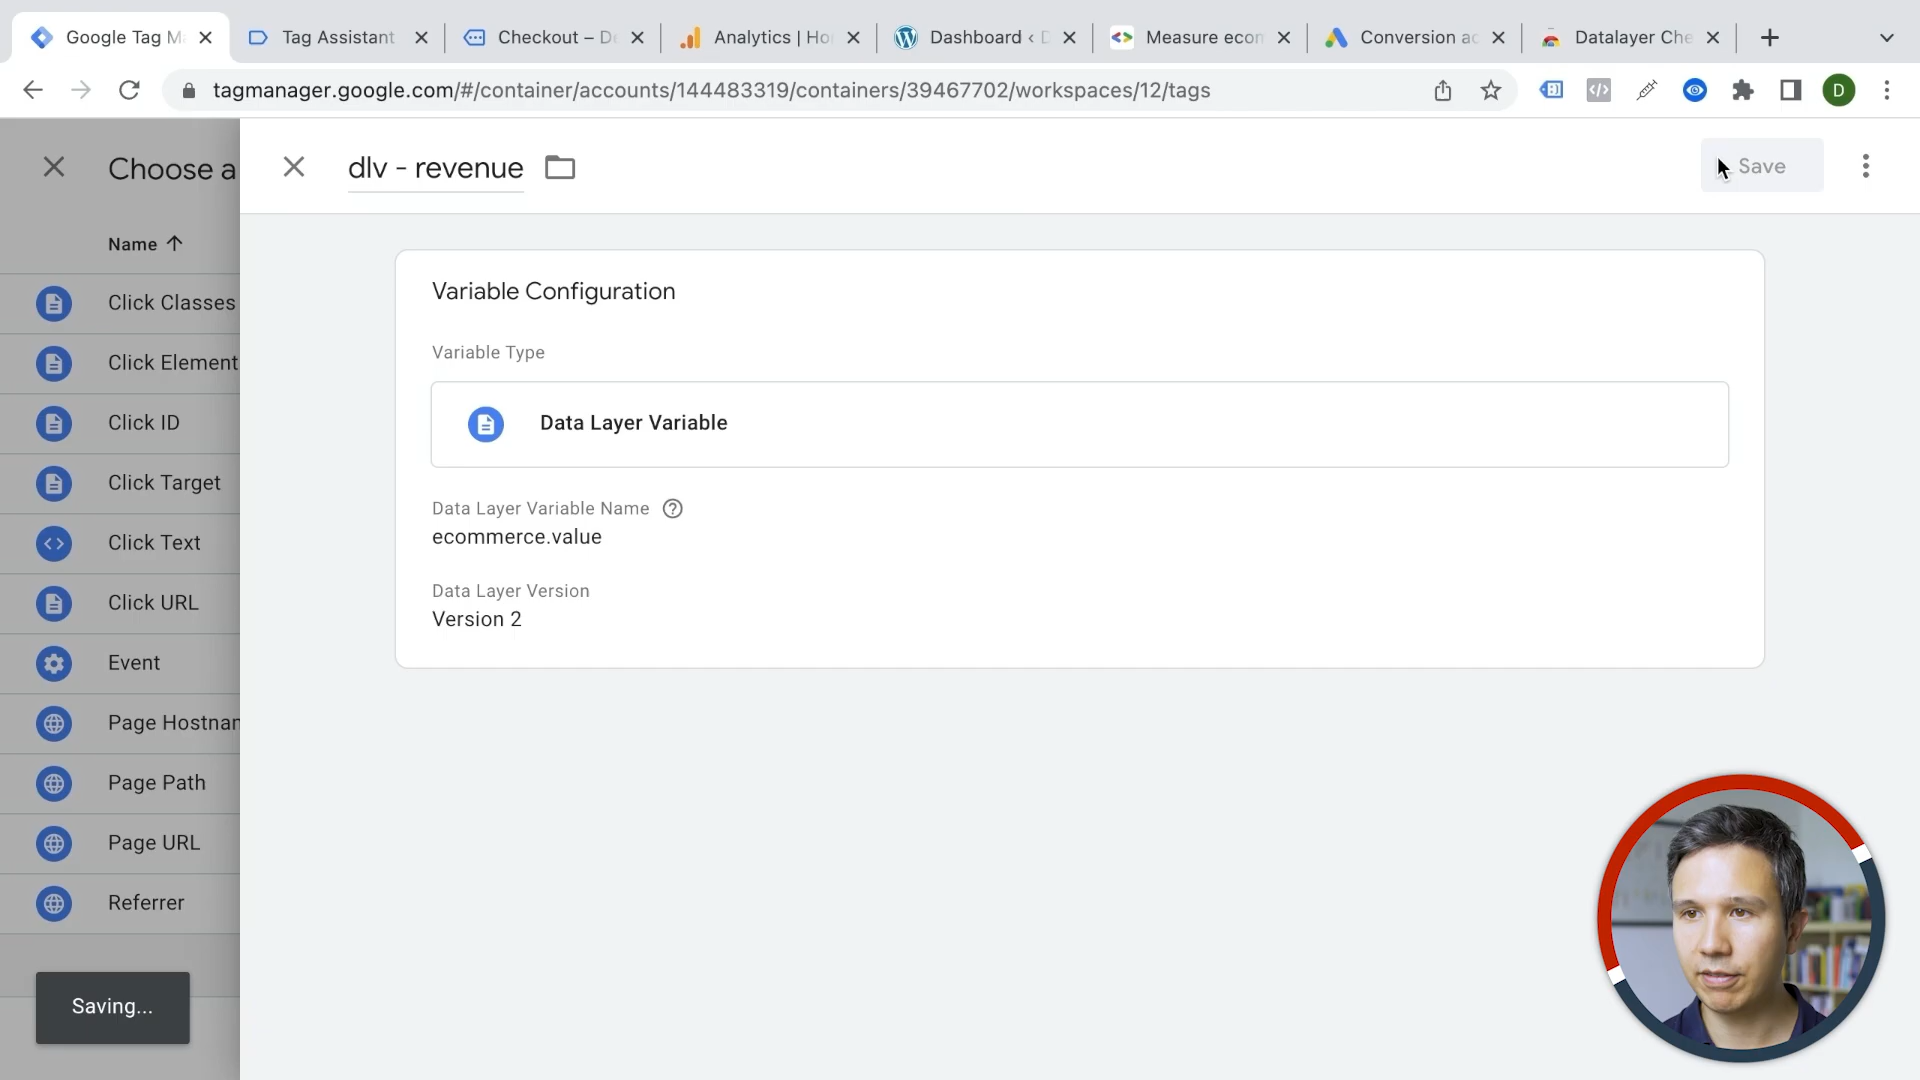 Google Tag Ma
Tag Assistant
Checkout – De
Analytics | Ho
Dashboard ‹ D
Measure econ
Conversion ac
Datalayer Che
tagmanager.google.com/#/container/accounts/144483319/containers/39467702/workspaces/12/tags
D
Choose a
dlv - revenue
Save
Name
Click Classes
Click Element
Click ID
Click Target
Click Text
Click URL
Event
Page Hostnam
Page Path
Page URL
Referrer
Variable Configuration
Variable Type
Data Layer Variable
Data Layer Variable Name
ecommerce.value
Data Layer Version
Version 2
Saving...